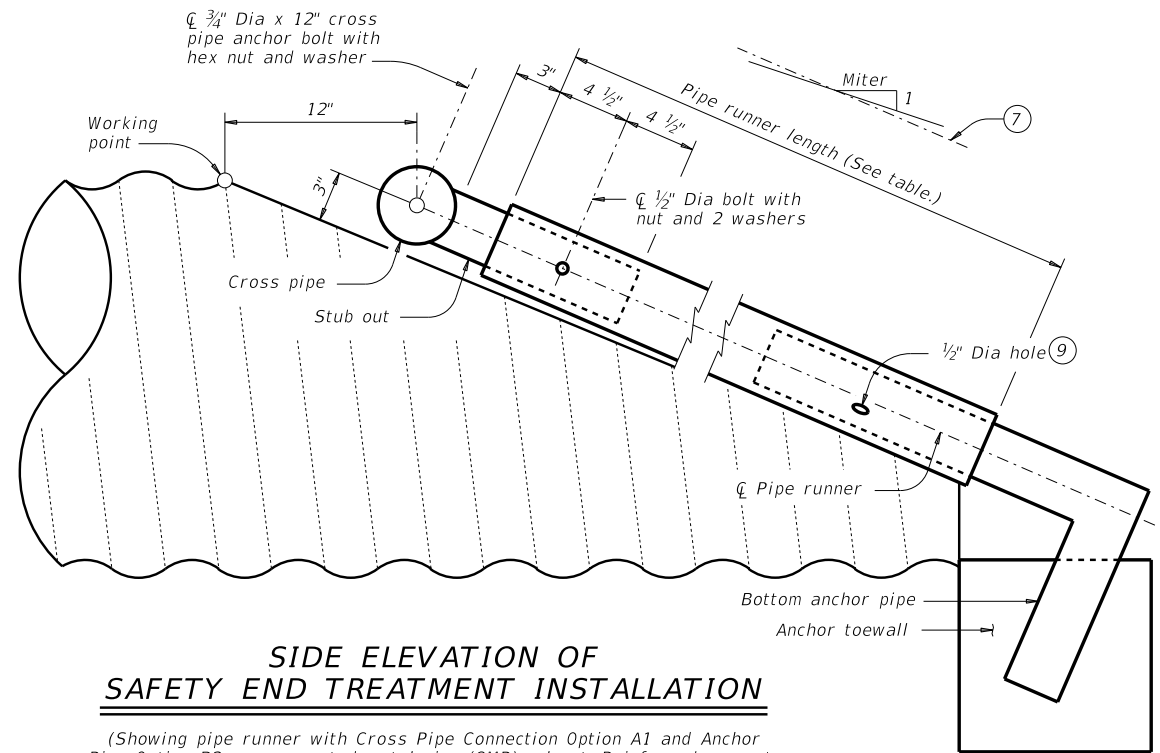 ℄ ¾" Dia x 12" cross
pipe anchor bolt with
hex nut and washer
3"
4 ½"
4 ½"
Pipe runner length (See table.)
Miter
1
7
12"
Working
point
3"
℄ ½" Dia bolt with
nut and 2 washers
Cross pipe
Stub out
½" Dia hole 9
℄ Pipe runner
Bottom anchor pipe
Anchor toewall
SIDE ELEVATION OF
SAFETY END TREATMENT INSTALLATION
(Showing pipe runner with Cross Pipe Connection Option A1 and Anchor